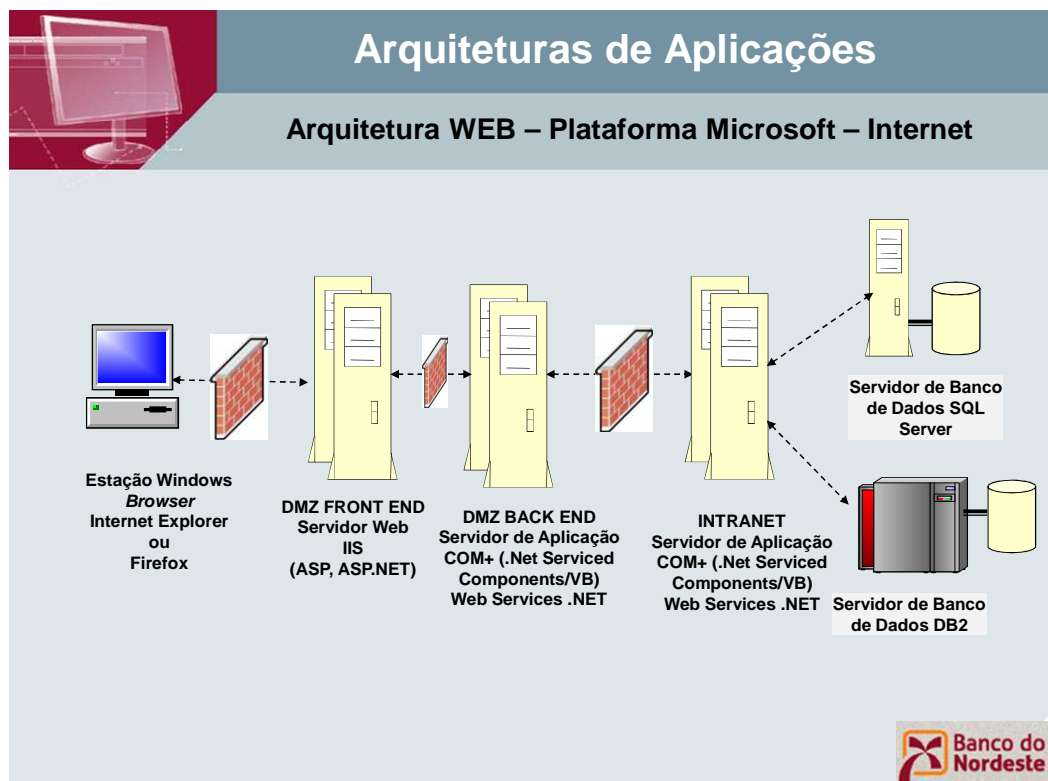 Arquiteturas de Aplicações
Arquitetura WEB – Plataforma Microsoft – Internet
Estação Windows
Browser
Internet Explorer
ou
Firefox
DMZ FRONT END
Servidor Web
IIS
(ASP, ASP.NET)
DMZ BACK END
Servidor de Aplicação
COM+ (.Net Serviced
Components/VB)
Web Services .NET
INTRANET
Servidor de Aplicação
COM+ (.Net Serviced
Components/VB)
Web Services .NET
Servidor de Banco
de Dados SQL
Server
Servidor de Banco
de Dados DB2
Banco do
Nordeste